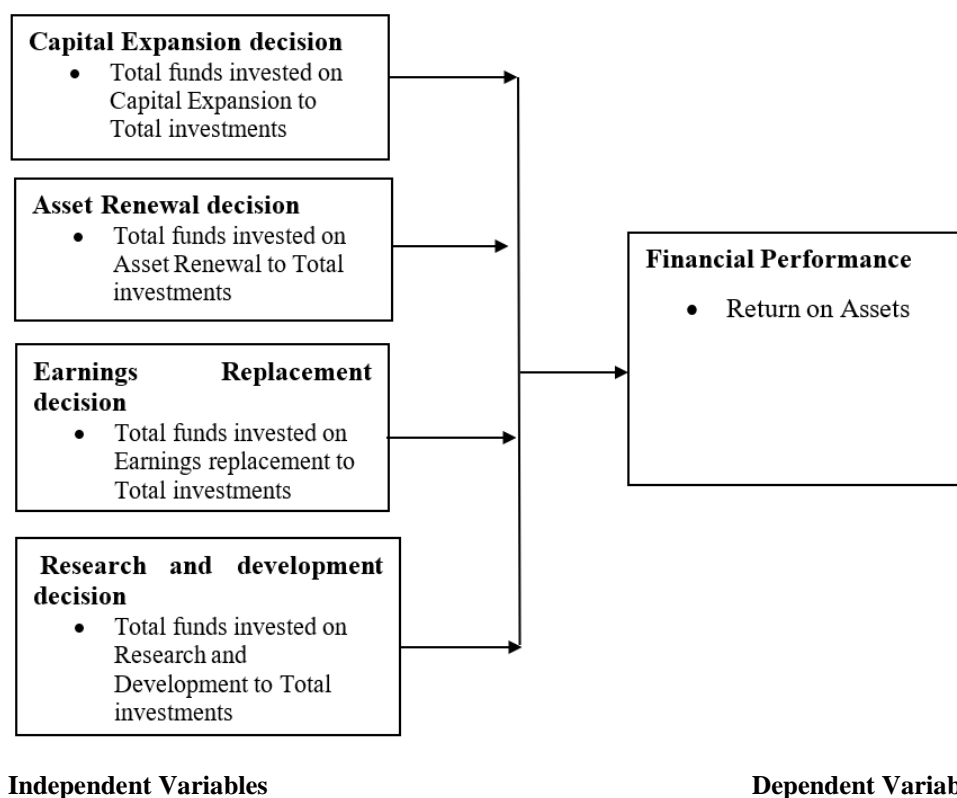 Capital Expansion decision
• Total funds invested on
Capital Expansion to
Total investments
Asset Renewal decision
• Total funds invested on
Asset Renewal to Total
investments
Earnings Replacement
decision
• Total funds invested on
Earnings replacement to
Total investments
Research and development
decision
• Total funds invested on
Research and
Development to Total
investments
Financial Performance
• Return on Assets
Independent Variables
Dependent Variab